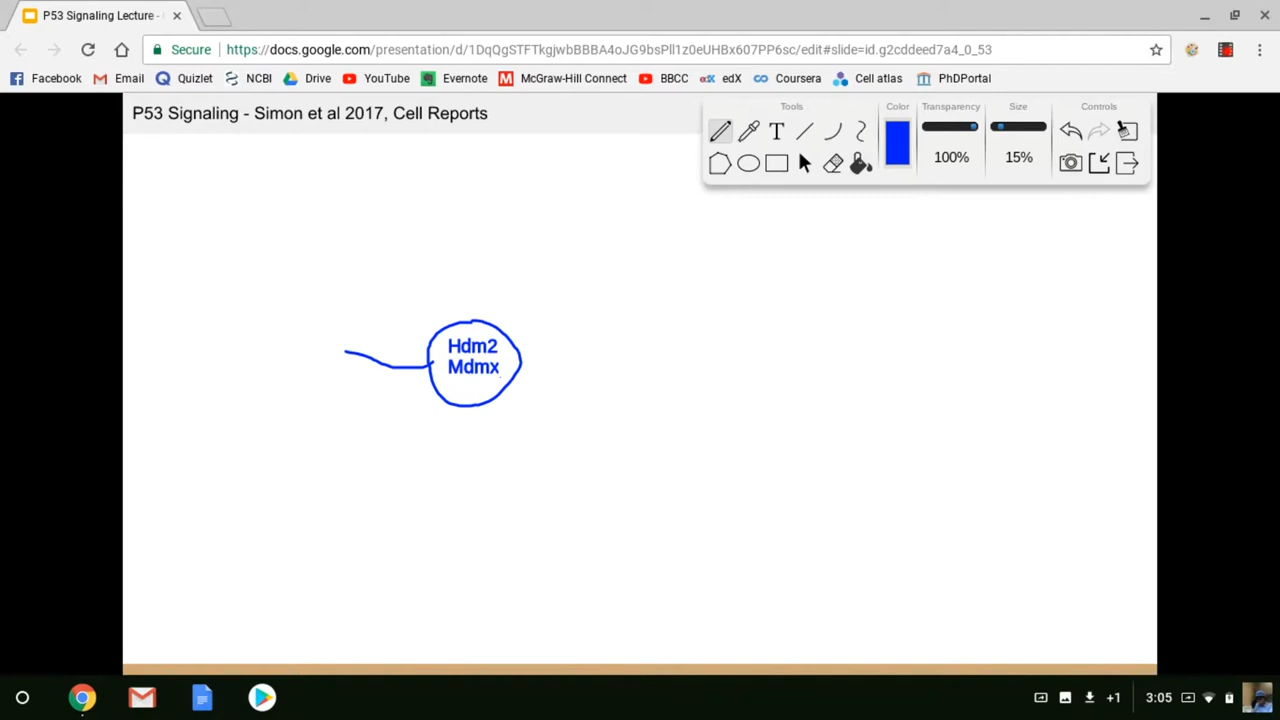 P53 Signaling Lecture -
Secure
https://docs.google.com/presentation/d/1DqQgSTFTkgjwbBBBA4oJG9bsPll1z0eUHBx607PP6sc/edit#slide=id.g2cddeed7a4_0_53
Facebook
Email
Quizlet
NCBI
Drive
YouTube
Evernote
McGraw-Hill Connect
BBCC
edX
Coursera
Cell atlas
PhDPortal
P53 Signaling - Simon et al 2017, Cell Reports
Tools
Color
Transparency
Size
Controls
T
100%
15%
Hdm2
Mdmx
+1
3:05